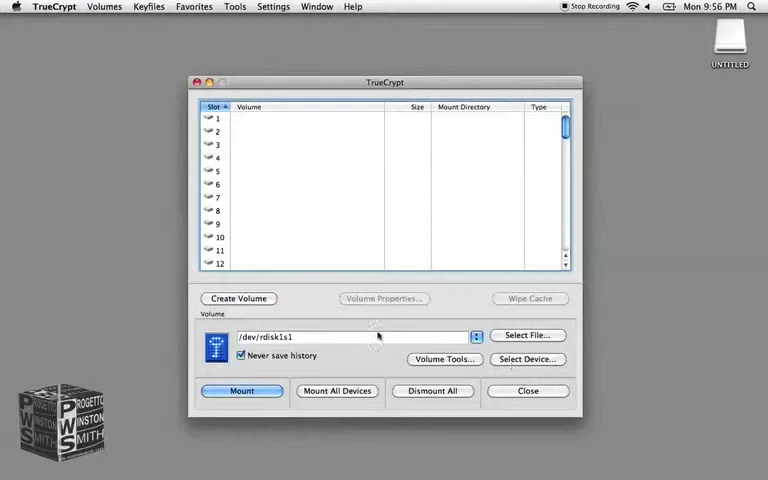 TrueCrypt Volumes Keyfiles Favorites Tools Settings Window Help Stop Recording Mon 9:56 PM
UNTITLED
TrueCrypt
Slot Volume Size Mount Directory Type
1
2
3
4
5
6
7
8
9
10
11
12
Create Volume Volume Properties... Wipe Cache
Volume
/dev/rdisk1s1 Select File...
Never save history Volume Tools... Select Device...
Mount Mount All Devices Dismount All Close
PWS PROGETTO WINSTON SMITH